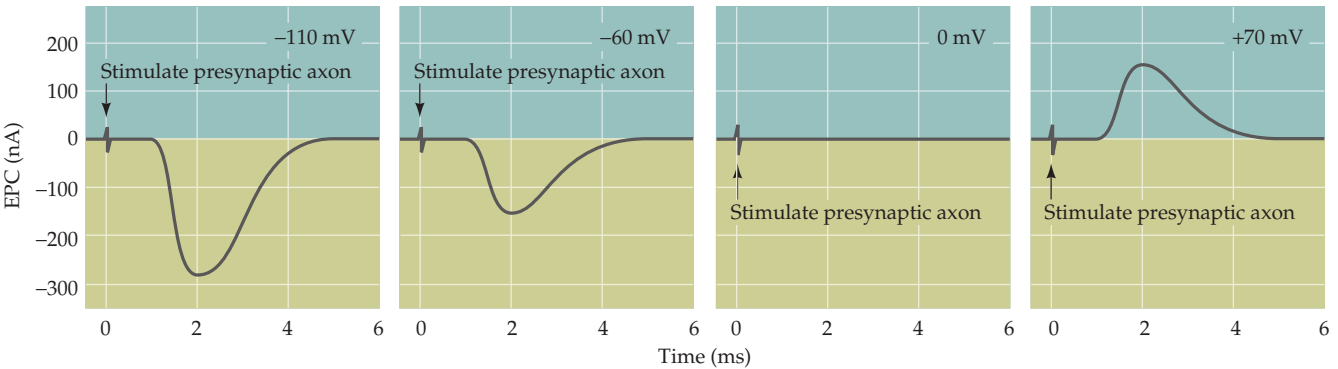 −110 mV
−60 mV
0 mV
+70 mV
Stimulate presynaptic axon
Stimulate presynaptic axon
Stimulate presynaptic axon
Stimulate presynaptic axon
EPC (nA)
200
100
0
−100
−200
−300
0 2 4 6
0 2 4 6
0 2 4 6
0 2 4 6
Time (ms)